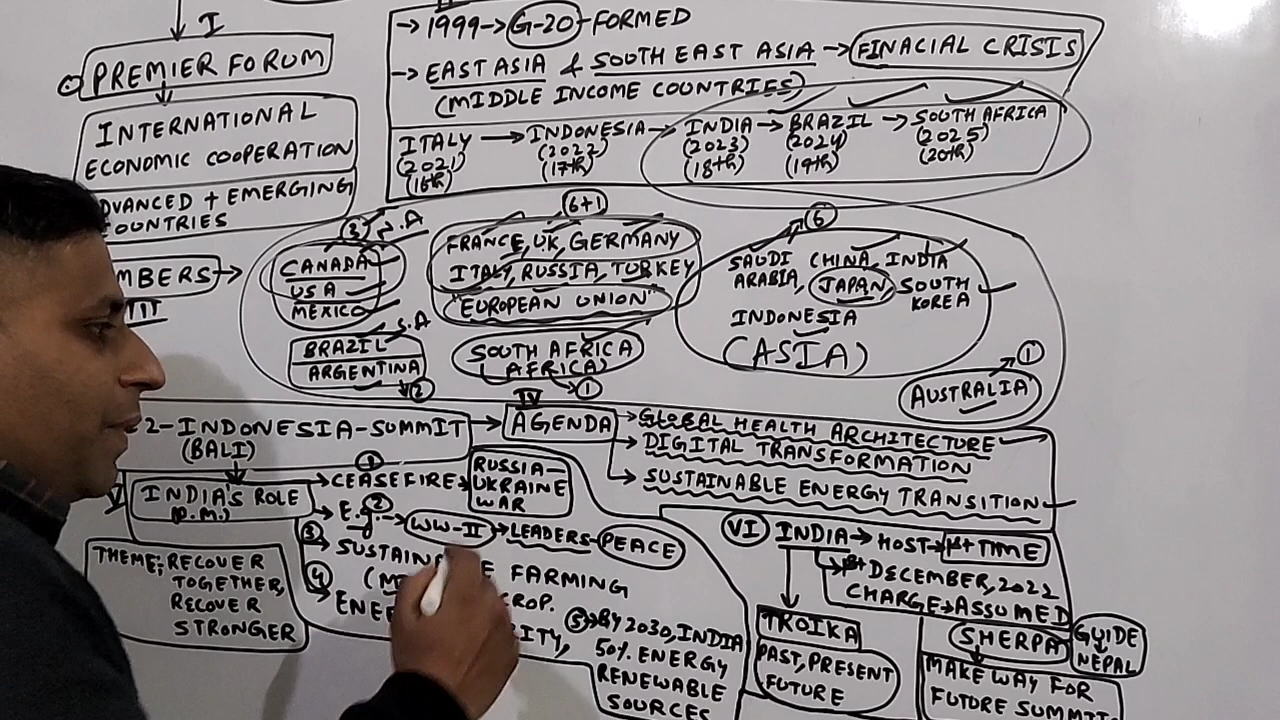 I
PREMIER FORUM
INTERNATIONAL
ECONOMIC COOPERATION
ADVANCED + EMERGING
COUNTRIES
II
→ 1999 → G-20 - FORMED
→ EAST ASIA & SOUTH EAST ASIA → FINACIAL CRISIS
(MIDDLE INCOME COUNTRIES)
ITALY → INDONESIA → INDIA → BRAZIL → SOUTH AFRICA
(2021) (2022) (2023) (2024) (2025)
(16th) (17th) (18th) (19th) (20th)
MBERS →
III
3 N.A
CANADA
USA
MEXICO
S.A
BRAZIL
ARGENTINA
2
6+1
FRANCE, UK, GERMANY
ITALY, RUSSIA, TURKEY
"EUROPEAN UNION"
SOUTH AFRICA
(AFRICA)
1
6
SAUDI CHINA, INDIA
ARABIA, JAPAN, SOUTH
KOREA
INDONESIA
(ASIA)
1
AUSTRALIA
IV
2-INDONESIA-SUMMIT → AGENDA → GLOBAL HEALTH ARCHITECTURE
(BALI)
→ DIGITAL TRANSFORMATION
→ SUSTAINABLE ENERGY TRANSITION
V
INDIA'S ROLE
(P.M.)
THEME: RECOVER
TOGETHER,
RECOVER
STRONGER
1
→ CEASEFIRE → RUSSIA-
UKRAINE
WAR
2
→ E.g. → WW-II → LEADERS - PEACE
3
→ SUSTAIN E FARMING
CROP.
4
ENE ITY,
5 → BY 2030, INDIA
50% ENERGY
RENEWABLE
SOURCES
VI INDIA → HOST → 1st TIME
→ 1st DECEMBER, 2022
CHARGE → ASSUMED
TROIKA
PAST, PRESENT
FUTURE
SHERPA
GUIDE
NEPAL
MAKE WAY FOR
FUTURE SUMMIT